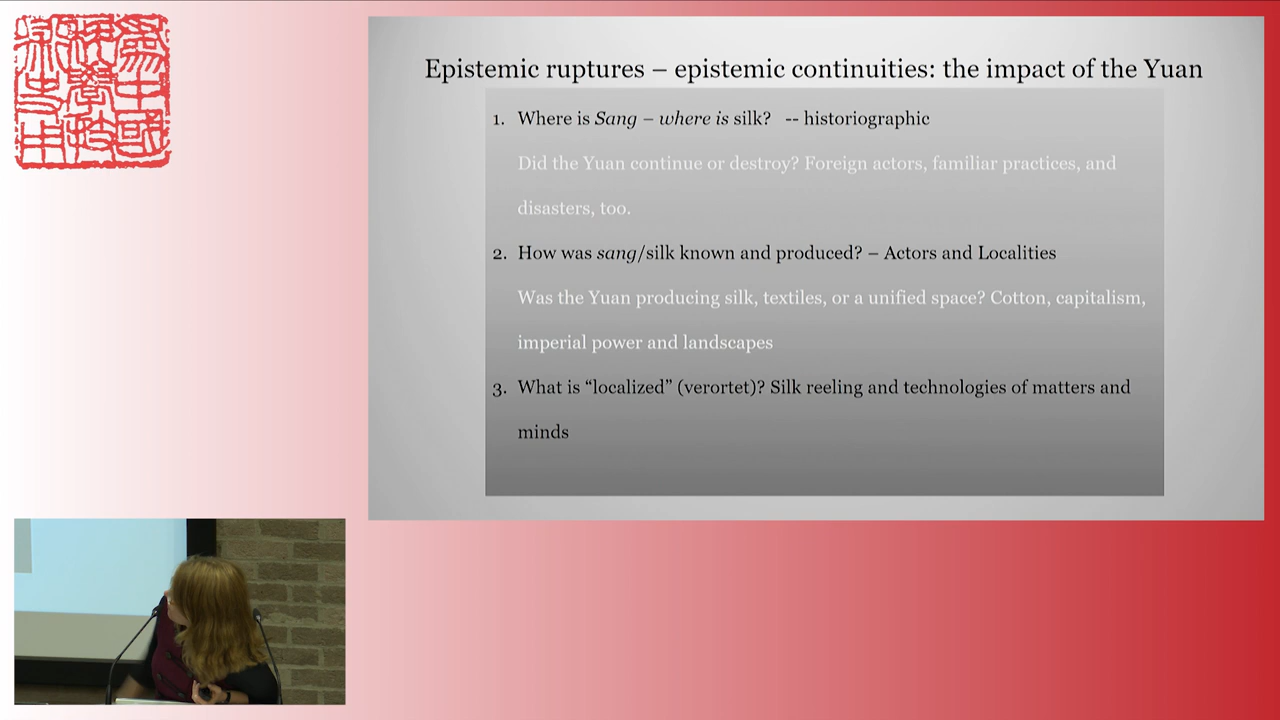 Epistemic ruptures – epistemic continuities: the impact of the Yuan
1. Where is Sang – where is silk? -- historiographic
Did the Yuan continue or destroy? Foreign actors, familiar practices, and
disasters, too.
2. How was sang/silk known and produced? – Actors and Localities
Was the Yuan producing silk, textiles, or a unified space? Cotton, capitalism,
imperial power and landscapes
3. What is “localized” (verortet)? Silk reeling and technologies of matters and
minds